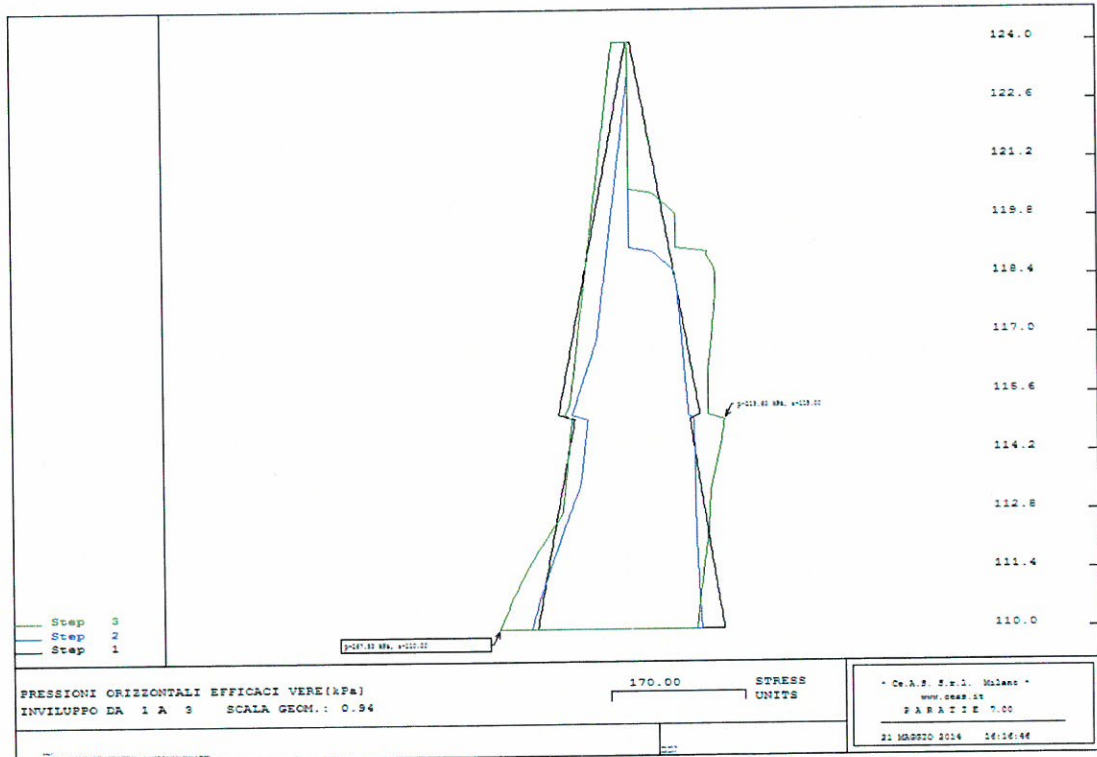 124.0
122.6
121.2
119.8
118.4
117.0
115.6
114.2
112.8
111.4
110.0
Step 3
Step 2
Step 1
PRESSIONI ORIZZONTALI EFFICACI VERE[kPa]
INVILUPPO DA 1 A 3 SCALA GEOM.: 0.94
170.00 STRESS
UNITS
* Ce.A.S. S.r.l. Milano *
www.ceas.it
P A R A T I E 7.00
21 MAGGIO 2014 16:16:46